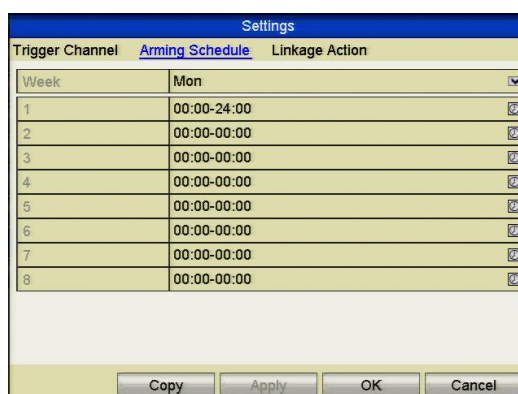 Settings
Trigger Channel Arming Schedule Linkage Action
Week Mon
1 00:00-24:00
2 00:00-00:00
3 00:00-00:00
4 00:00-00:00
5 00:00-00:00
6 00:00-00:00
7 00:00-00:00
8 00:00-00:00
Copy Apply OK Cancel